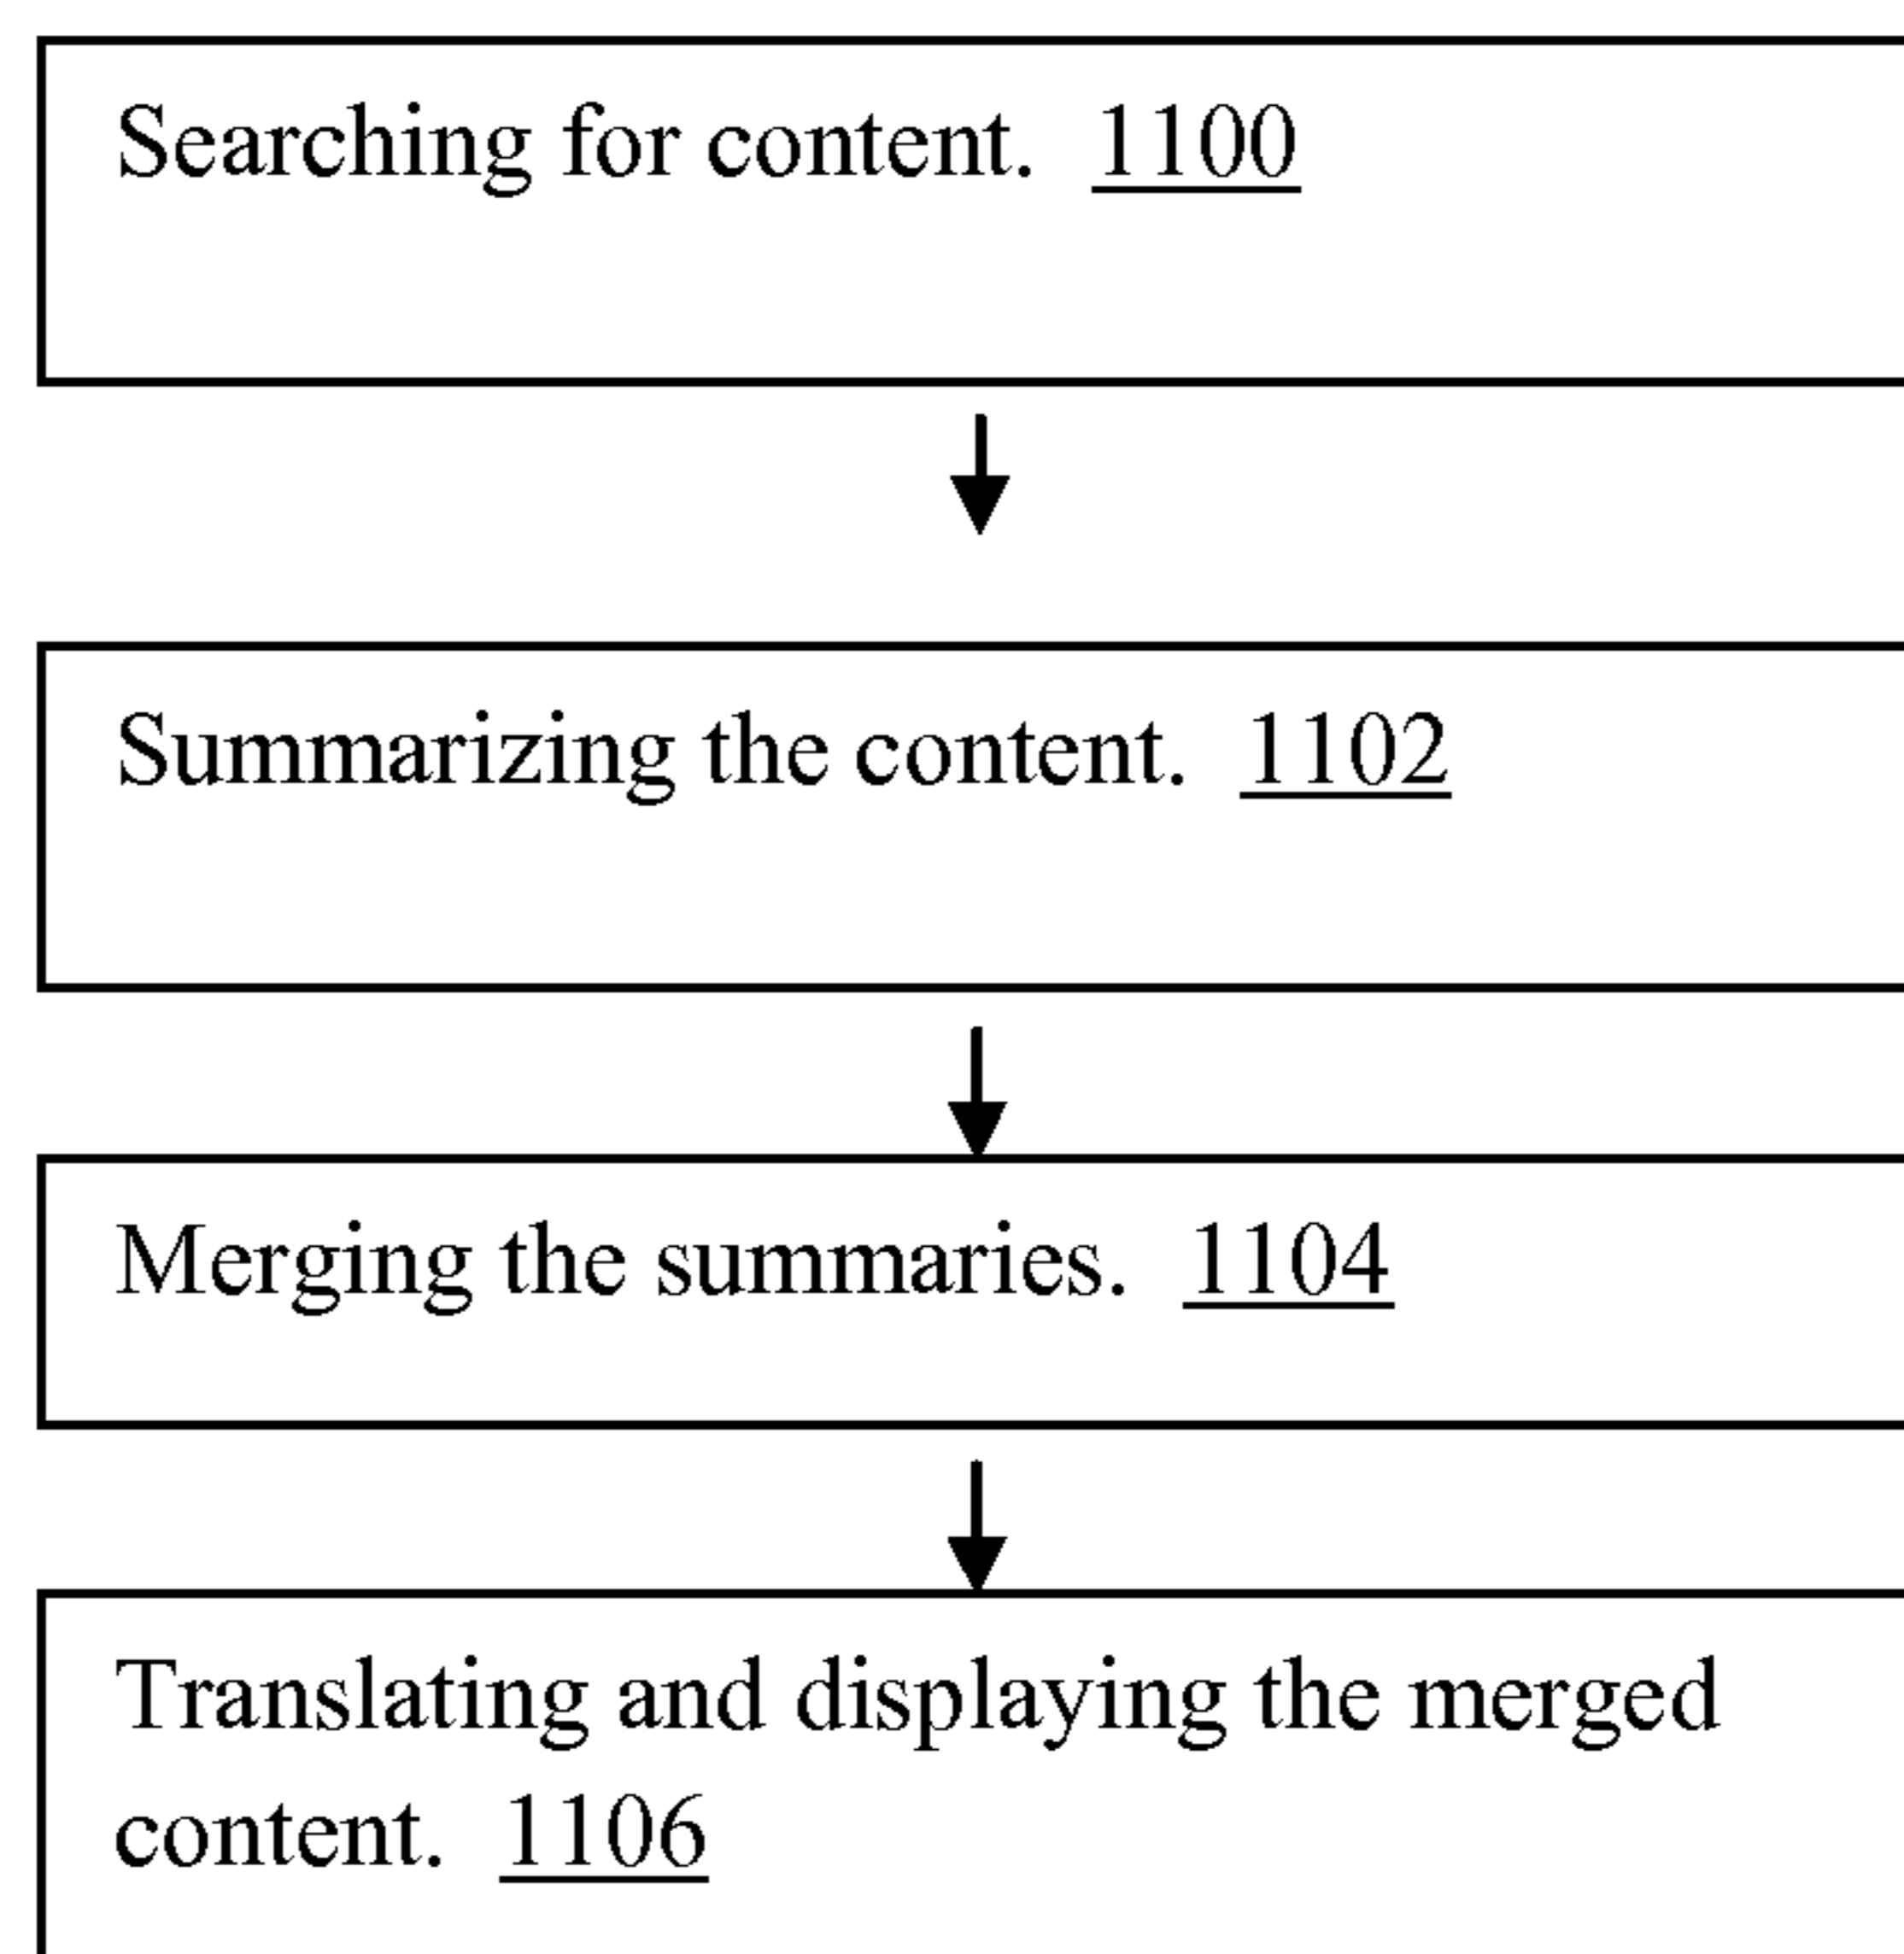 Searching for content. 1100
Summarizing the content. 1102
Merging the summaries. 1104
Translating and displaying the merged
content. 1106